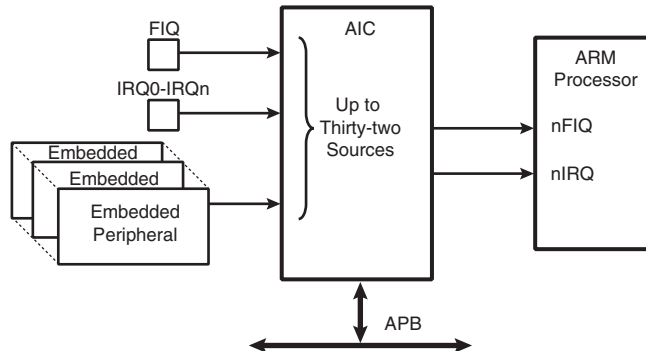 FIQ
IRQ0-IRQn
Embedded
Embedded
Embedded
Peripheral
AIC
Up to
Thirty-two
Sources
ARM
Processor
nFIQ
nIRQ
APB